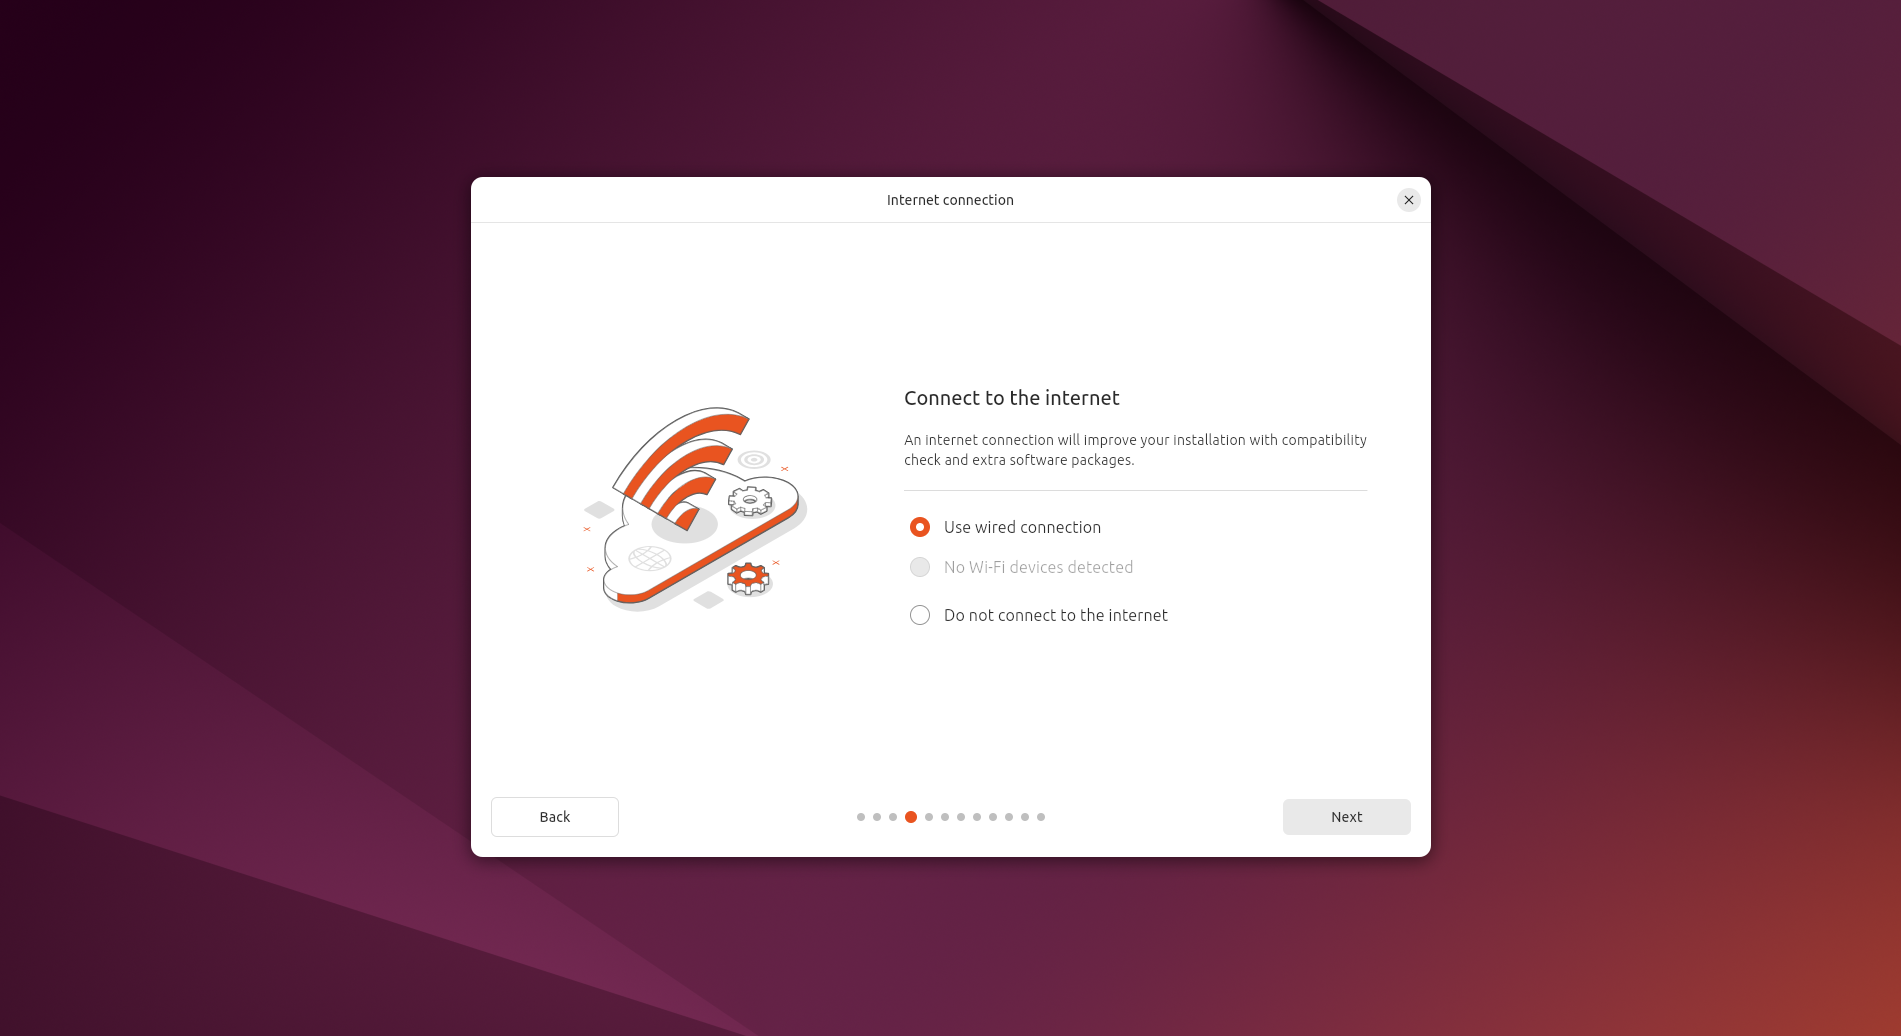 Internet connection
Connect to the internet
An internet connection will improve your installation with compatibility
check and extra software packages.
Use wired connection
No Wi-Fi devices detected
Do not connect to the internet
Back
Next